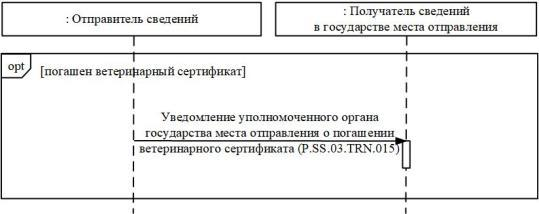 : Отправитель сведений
: Получатель сведений
в государстве места отправления
opt
[погашен ветеринарный сертификат]
Уведомление уполномоченного органа
государства места отправления о погашении
ветеринарного сертификата (P.SS.03.TRN.015)